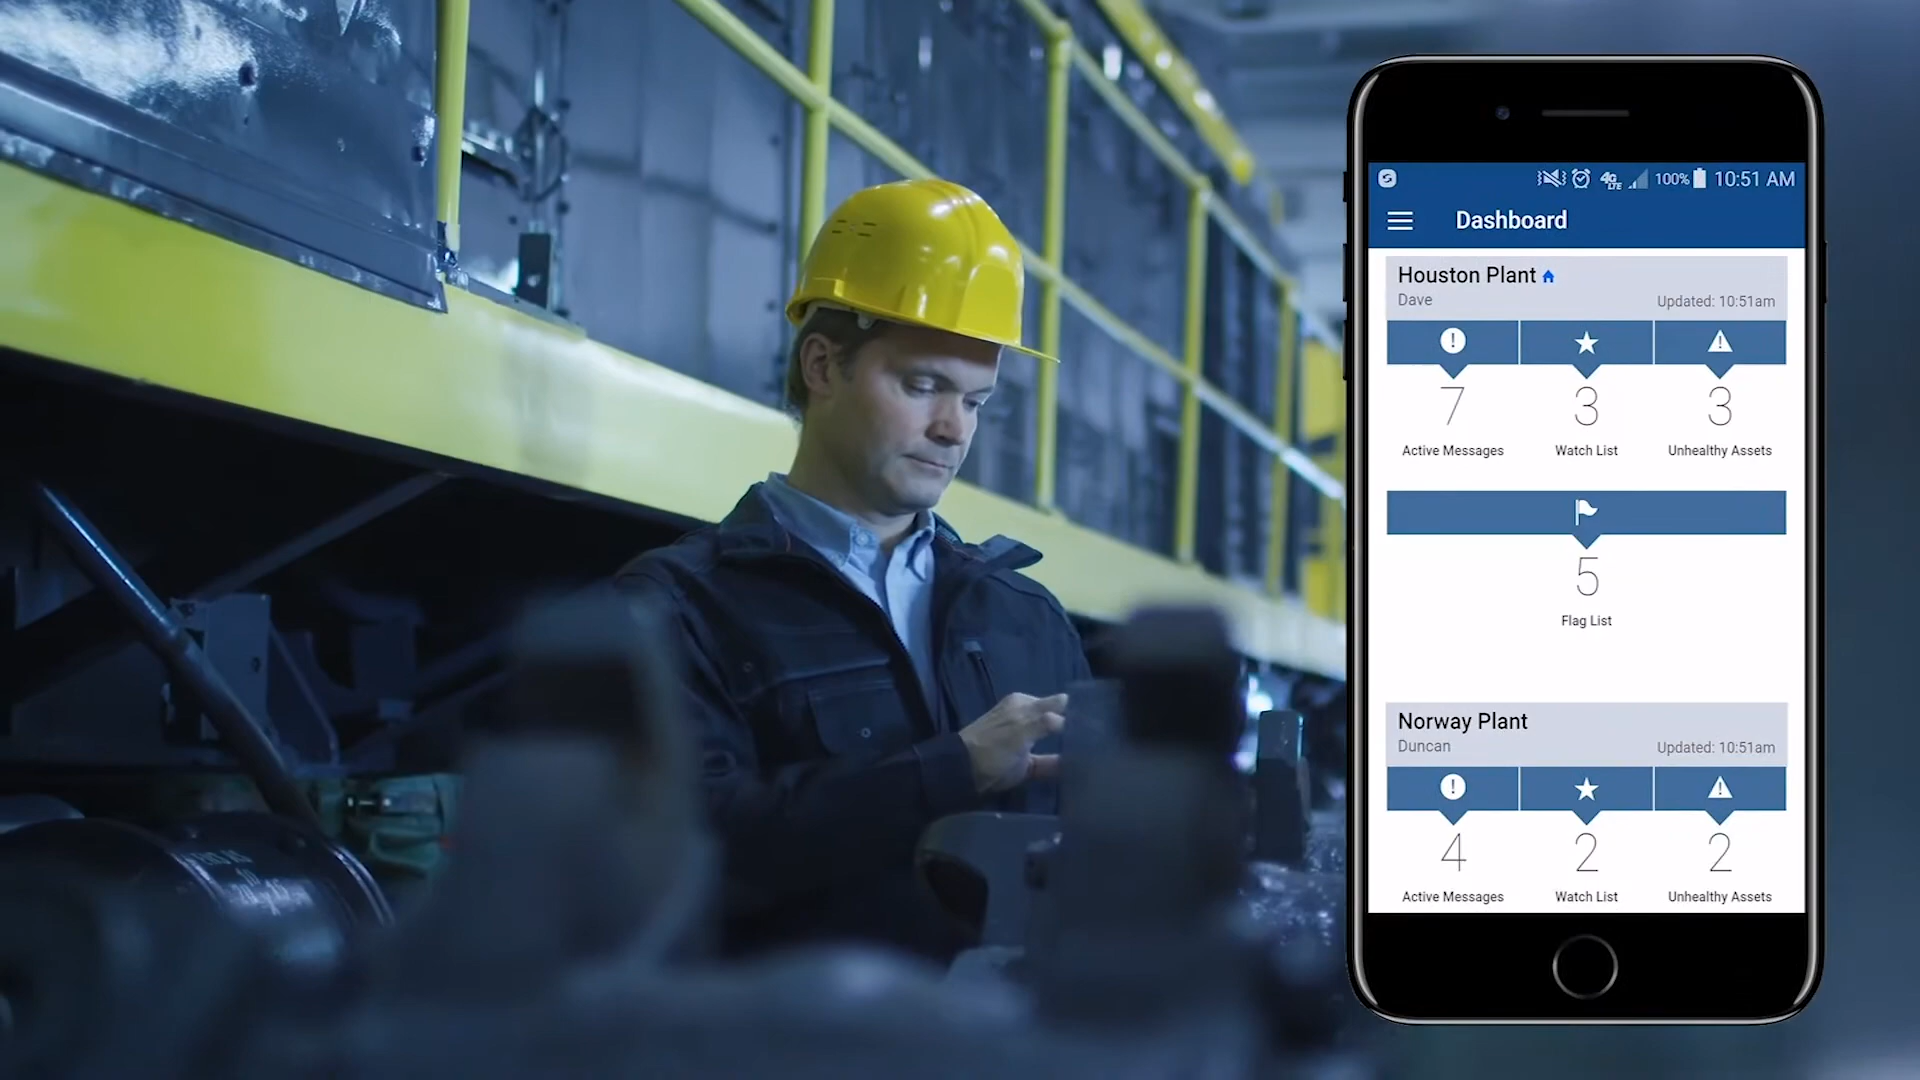 4G LTE 100% 10:51 AM
Dashboard
Houston Plant
Dave Updated: 10:51am
7 3 3
Active Messages Watch List Unhealthy Assets
5
Flag List
Norway Plant
Duncan Updated: 10:51am
4 2 2
Active Messages Watch List Unhealthy Assets